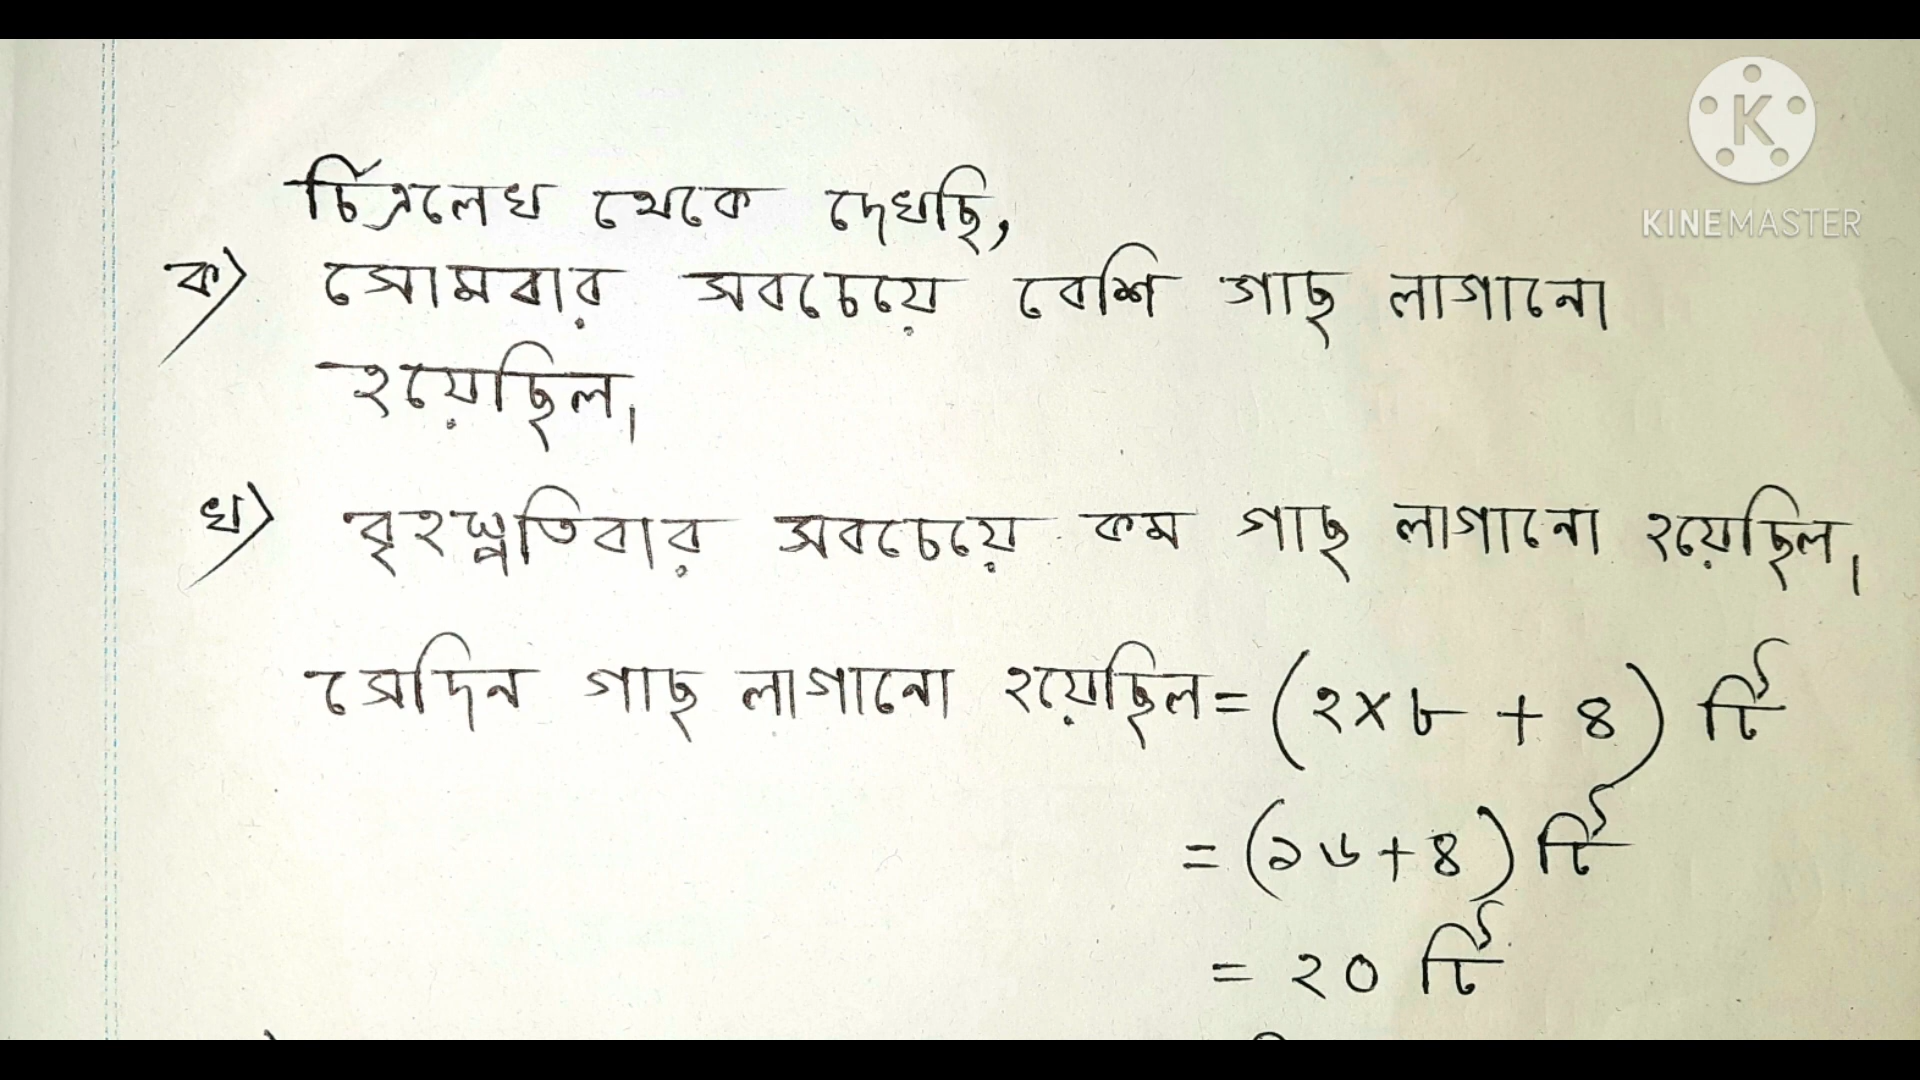 চিত্রলেখ থেকে দেখছি,
K
KINEMASTER
ক) সোমবার সবচেয়ে বেশি গাছ লাগানো
হয়েছিল।
খ) বৃহস্পতিবার সবচেয়ে কম গাছ লাগানো হয়েছিল।
সেদিন গাছ লাগানো হয়েছিল = (২×৮ + ৪) টি
= (১৬+৪) টি
= ২০ টি